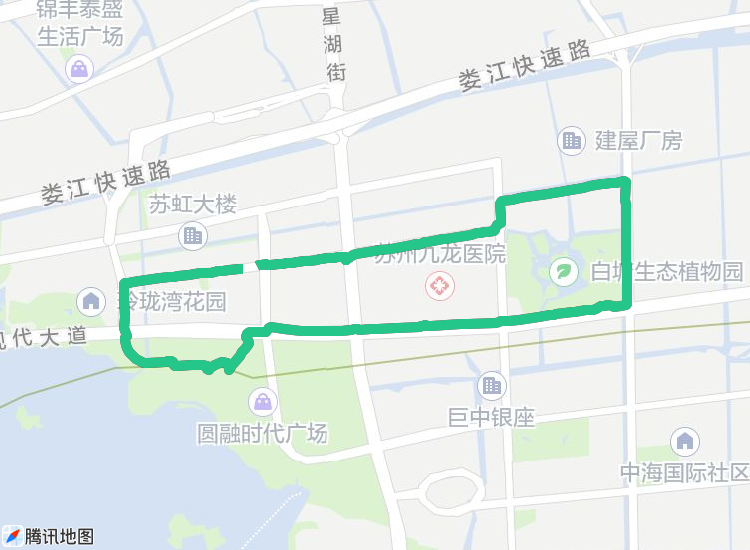 锦丰泰盛
生活广场
星湖街
娄江快速路
建屋厂房
娄江快速路
苏虹大楼
苏州九龙医院
白塘生态植物园
玲珑湾花园
现代大道
巨中银座
圆融时代广场
中海国际社区
腾讯地图